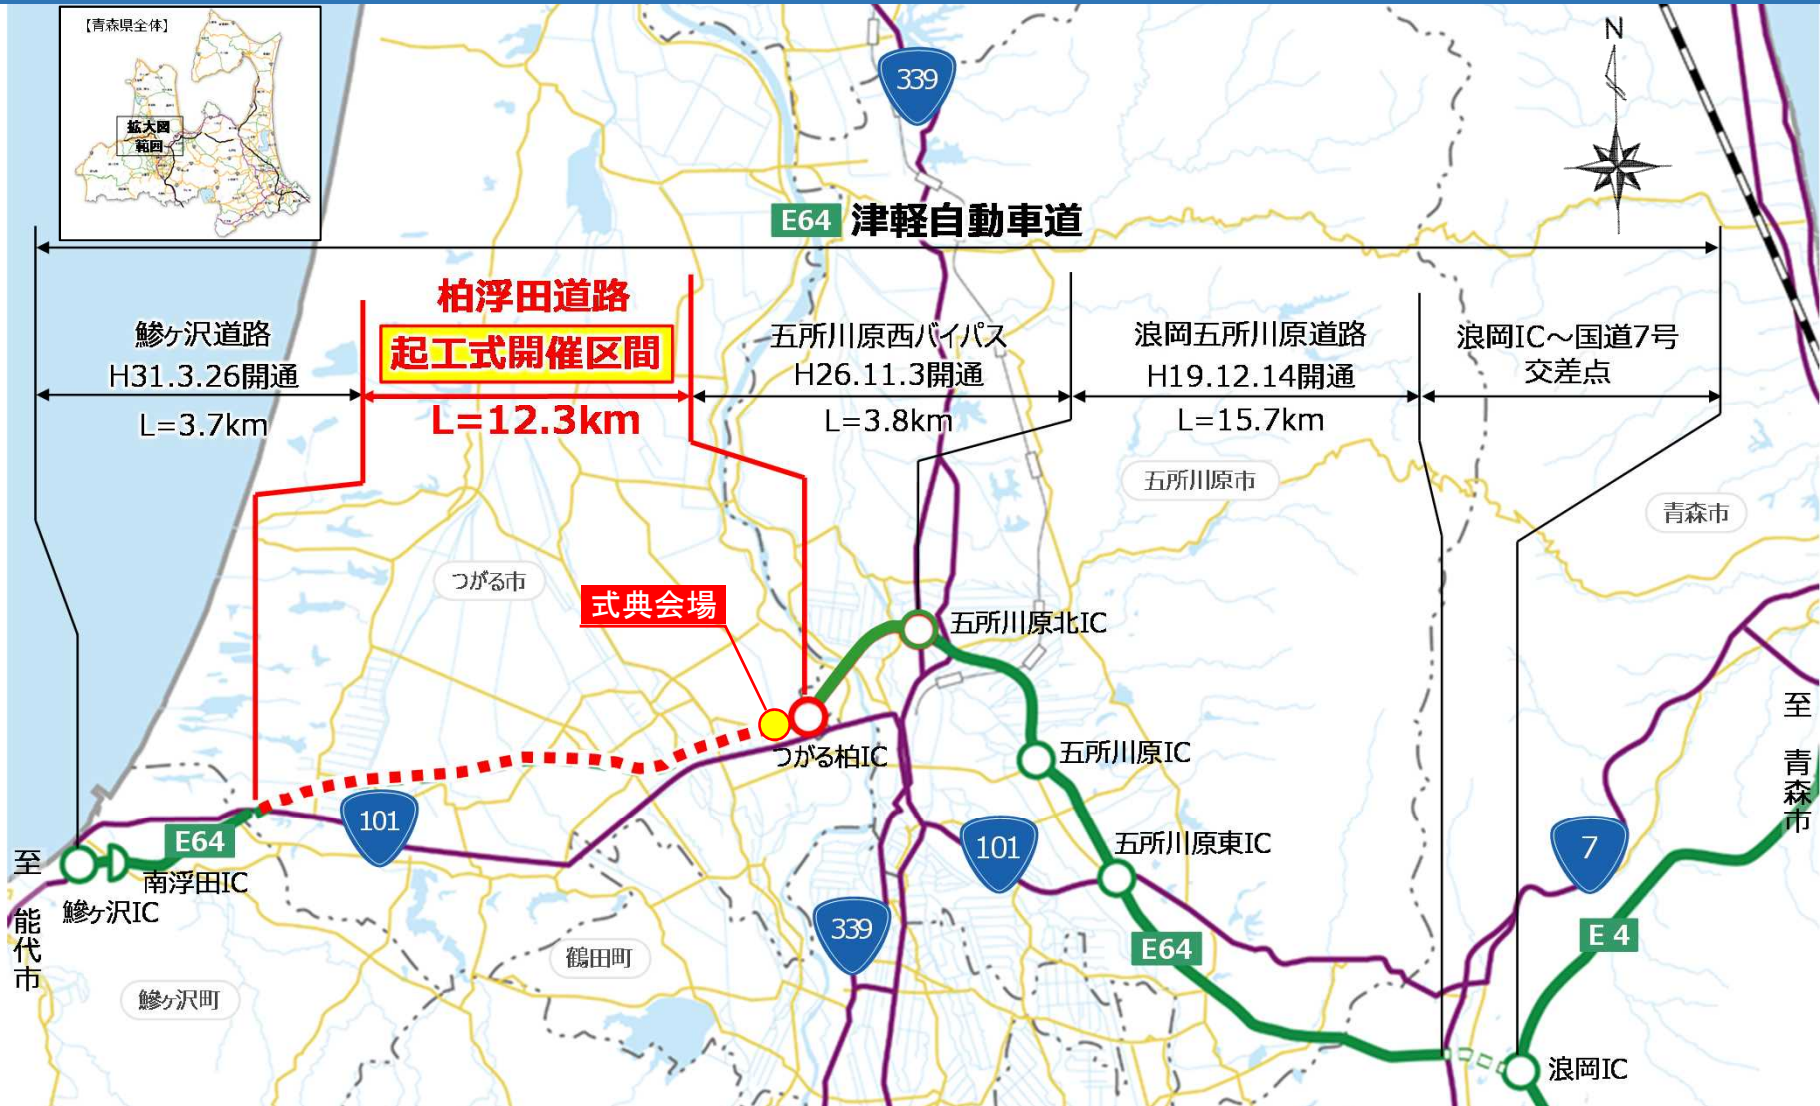 【青森県全体】
拡大図
範囲
N
339
E64 津軽自動車道
柏浮田道路
起工式開催区間
L=12.3km
鰺ヶ沢道路
H31.3.26開通
L=3.7km
五所川原西バイパス
H26.11.3開通
L=3.8km
浪岡五所川原道路
H19.12.14開通
L=15.7km
浪岡IC～国道7号
交差点
五所川原市
青森市
つがる市
式典会場
五所川原北IC
つがる柏IC
五所川原IC
至 青森市
101
E64
101
五所川原東IC
7
至 能代市
南浮田IC
鰺ヶ沢IC
339
E64
E 4
鶴田町
鰺ヶ沢町
浪岡IC